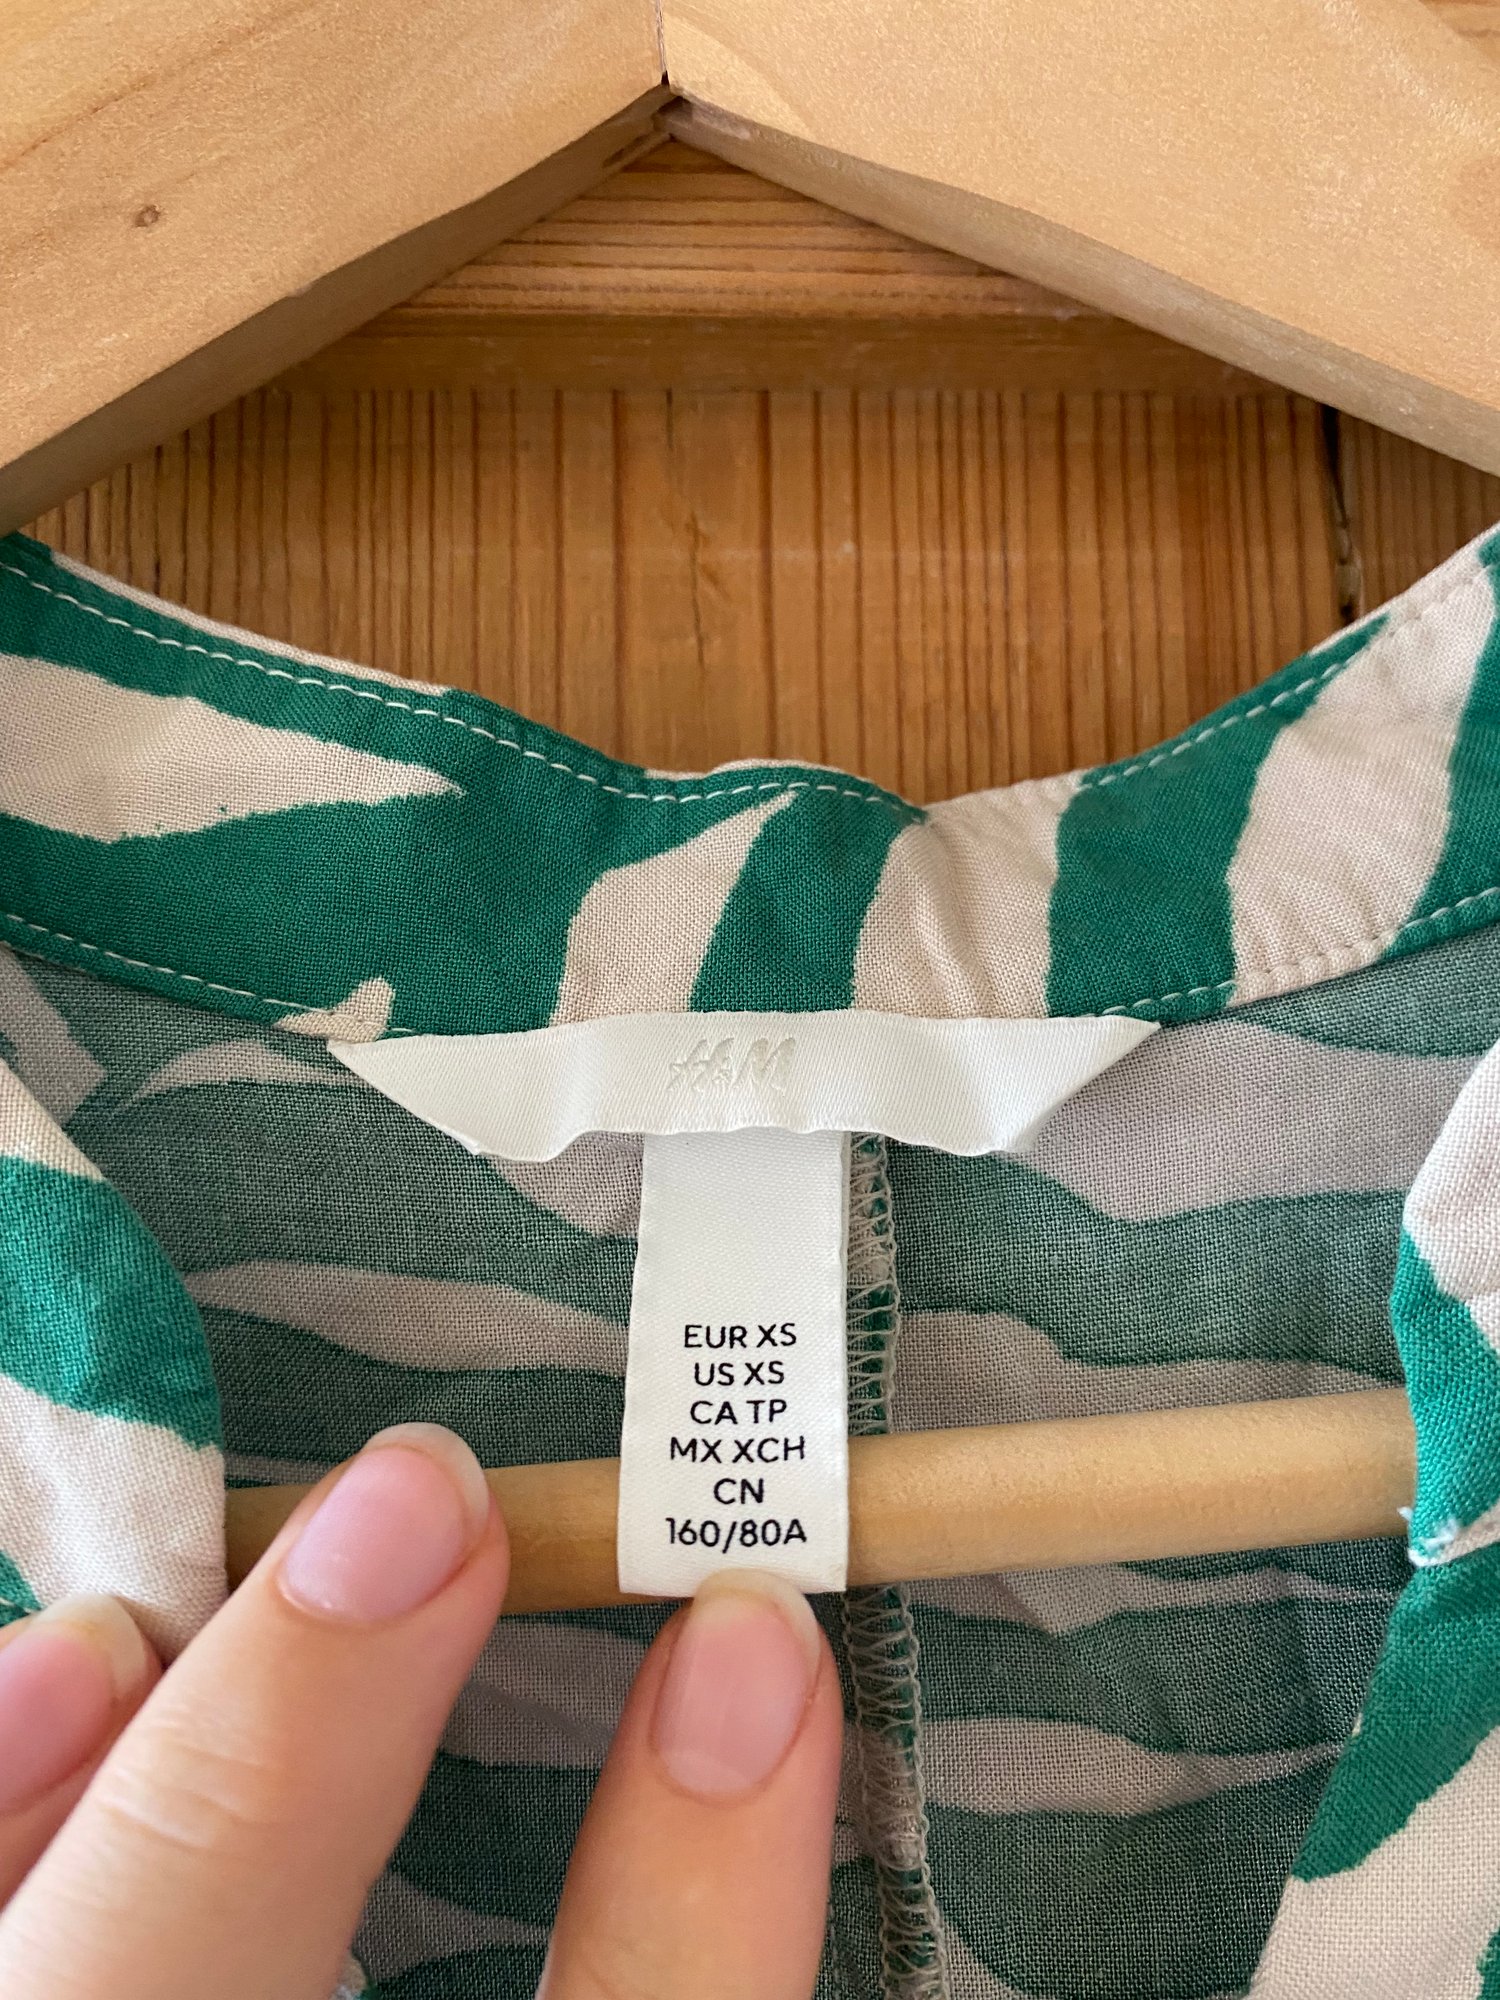 H&M
EUR XS
US XS
CA TP
MX XCH
CN
160/80A